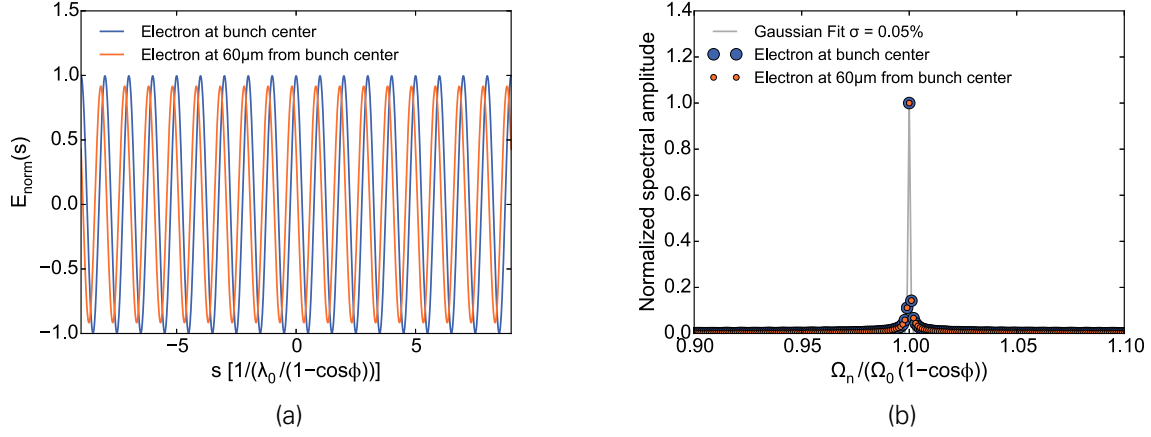 1.5
1.0
0.5
0.0
−0.5
−1.0
E_norm(s)
Electron at bunch center
Electron at 60μm from bunch center
−5 0 5
s [1/(λ₀/(1−cosϕ))]
(a)
1.4
1.2
1.0
0.8
0.6
0.4
0.2
0.0
Normalized spectral amplitude
Gaussian Fit σ = 0.05%
Electron at bunch center
Electron at 60μm from bunch center
0.90 0.95 1.00 1.05 1.10
Ωₙ/(Ω₀(1−cosϕ))
(b)